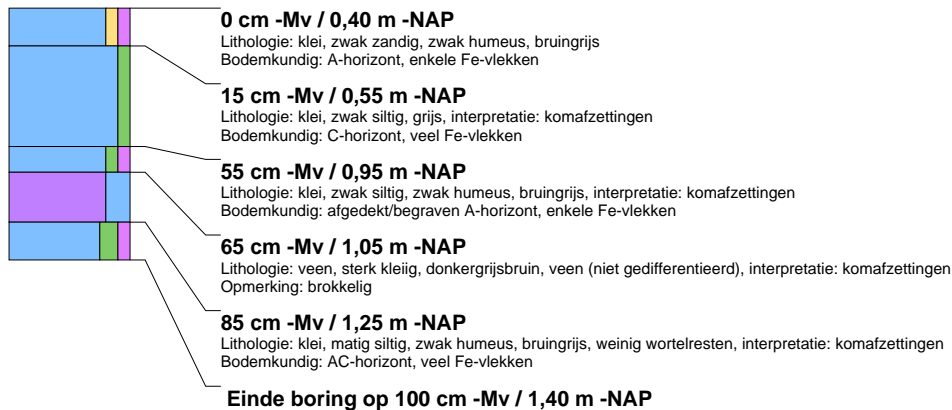 0 cm -Mv / 0,40 m -NAP
Lithologie: klei, zwak zandig, zwak humeus, bruingrijs
Bodemkundig: A-horizont, enkele Fe-vlekken
15 cm -Mv / 0,55 m -NAP
Lithologie: klei, zwak siltig, grijs, interpretatie: komafzettingen
Bodemkundig: C-horizont, veel Fe-vlekken
55 cm -Mv / 0,95 m -NAP
Lithologie: klei, zwak siltig, zwak humeus, bruingrijs, interpretatie: komafzettingen
Bodemkundig: afgedekt/begraven A-horizont, enkele Fe-vlekken
65 cm -Mv / 1,05 m -NAP
Lithologie: veen, sterk kleiig, donkergrijsbruin, veen (niet gedifferentieerd), interpretatie: komafzettingen
Opmerking: brokkelig
85 cm -Mv / 1,25 m -NAP
Lithologie: klei, matig siltig, zwak humeus, bruingrijs, weinig wortelresten, interpretatie: komafzettingen
Bodemkundig: AC-horizont, veel Fe-vlekken
Einde boring op 100 cm -Mv / 1,40 m -NAP